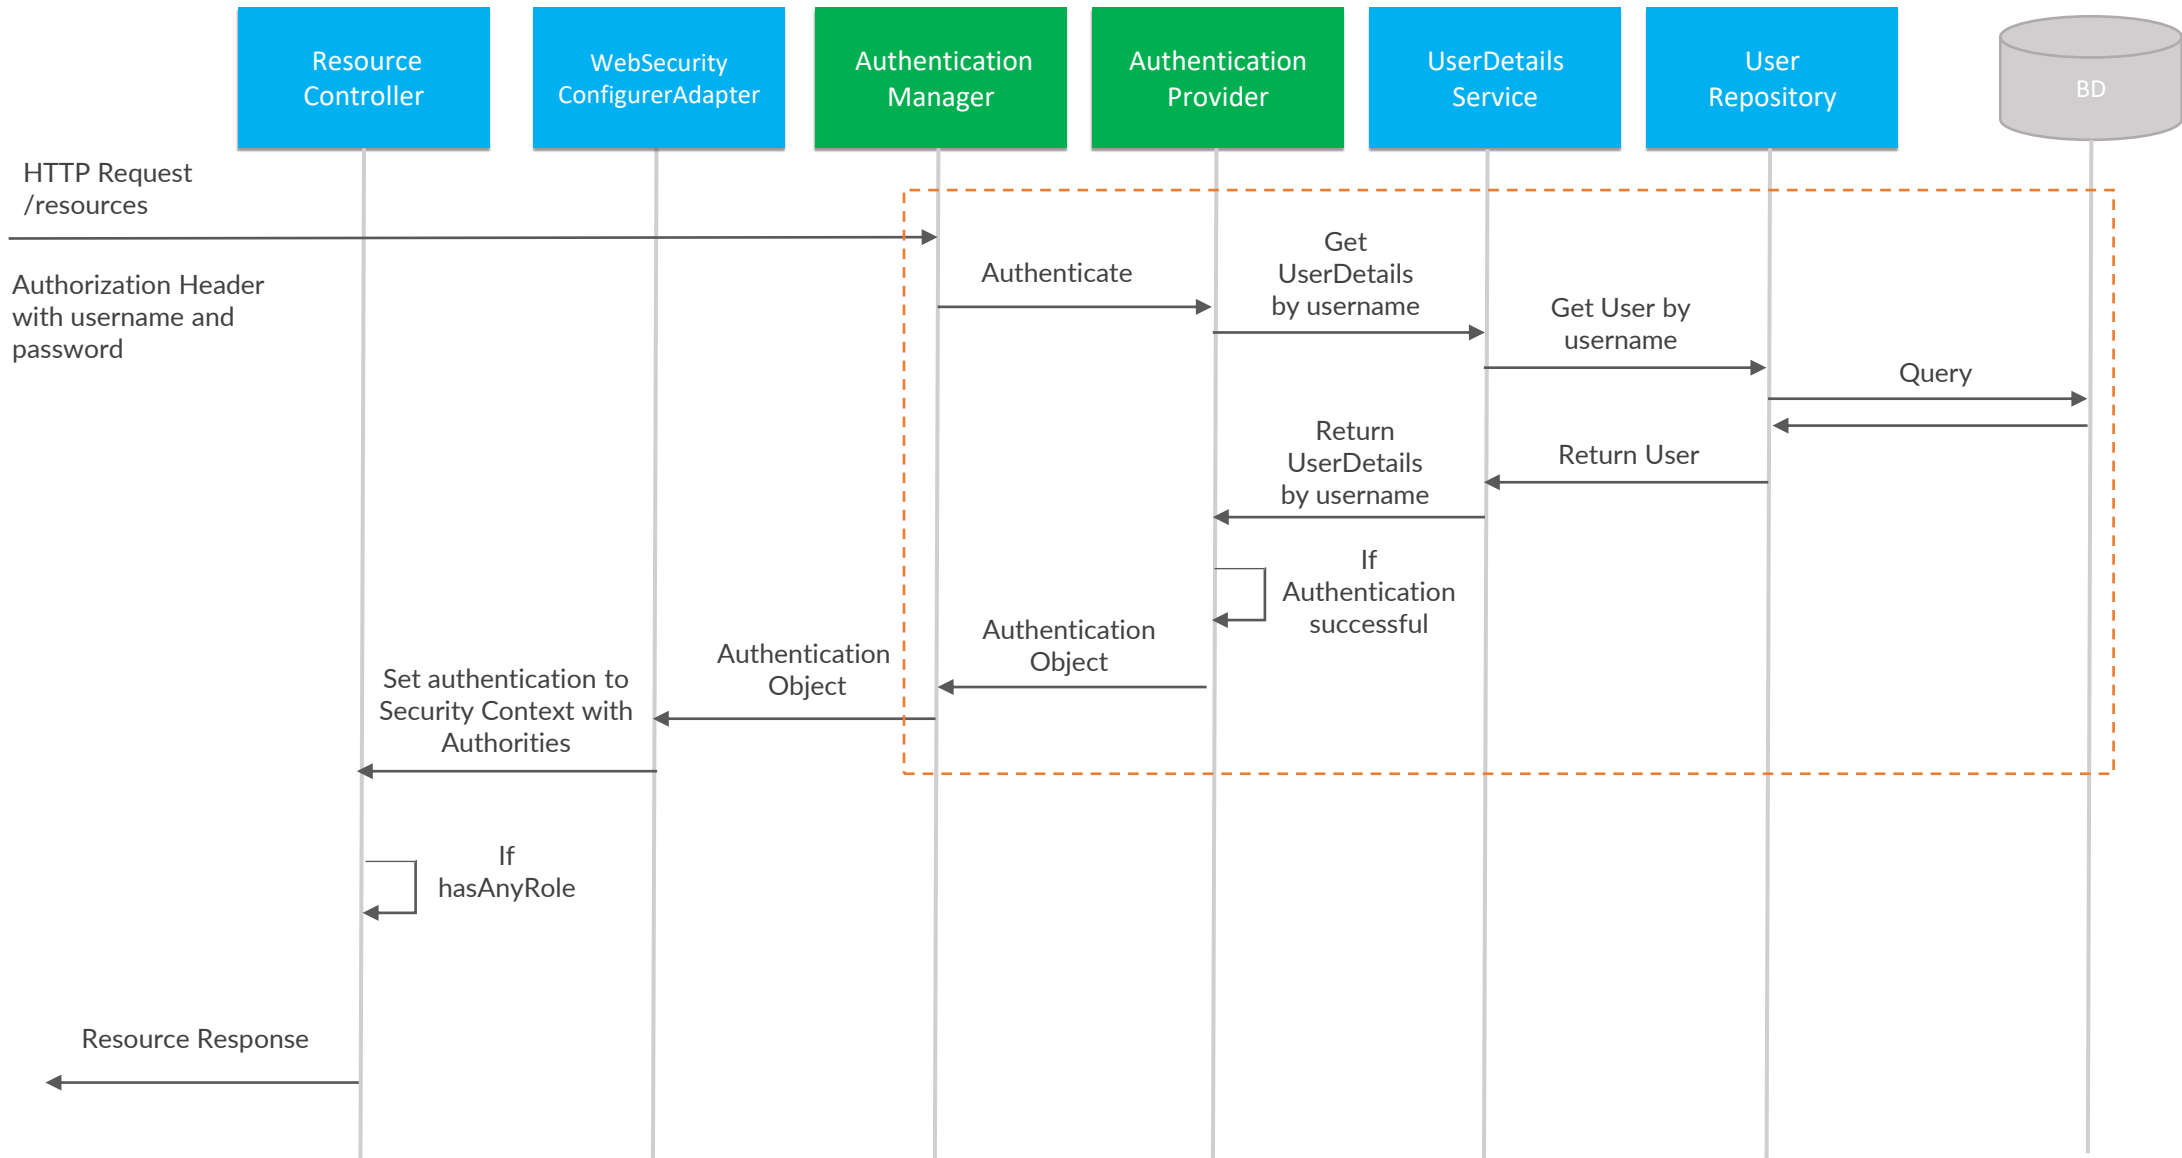 Resource
Controller
WebSecurity
ConfigurerAdapter
Authentication
Manager
Authentication
Provider
UserDetails
Service
User
Repository
BD
HTTP Request
/resources
Authorization Header
with username and
password
Authenticate
Get
UserDetails
by username
Get User by
username
Query
Return
UserDetails
by username
Return User
If
Authentication
successful
Authentication
Object
Authentication
Object
Set authentication to
Security Context with
Authorities
If
hasAnyRole
Resource Response